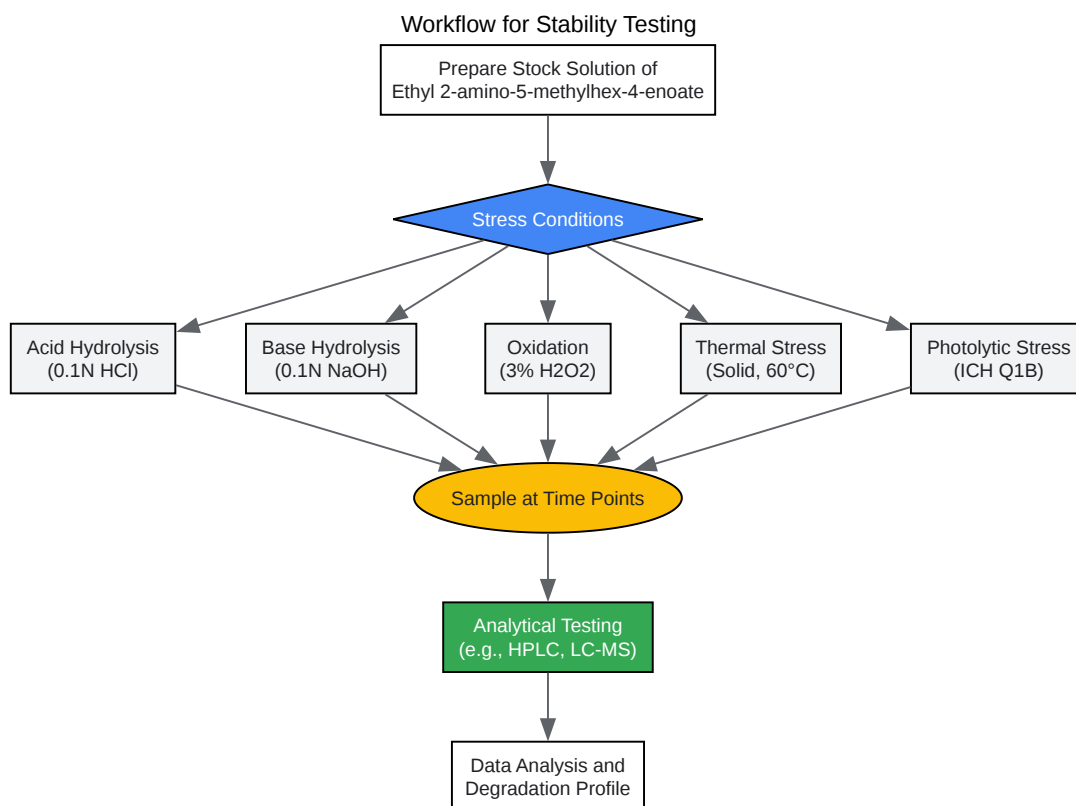 Workflow for Stability Testing
Prepare Stock Solution of
Ethyl 2-amino-5-methylhex-4-enoate
Stress Conditions
Acid Hydrolysis
(0.1N HCl)
Base Hydrolysis
(0.1N NaOH)
Oxidation
(3% H2O2)
Thermal Stress
(Solid, 60°C)
Photolytic Stress
(ICH Q1B)
Sample at Time Points
Analytical Testing
(e.g., HPLC, LC-MS)
Data Analysis and
Degradation Profile